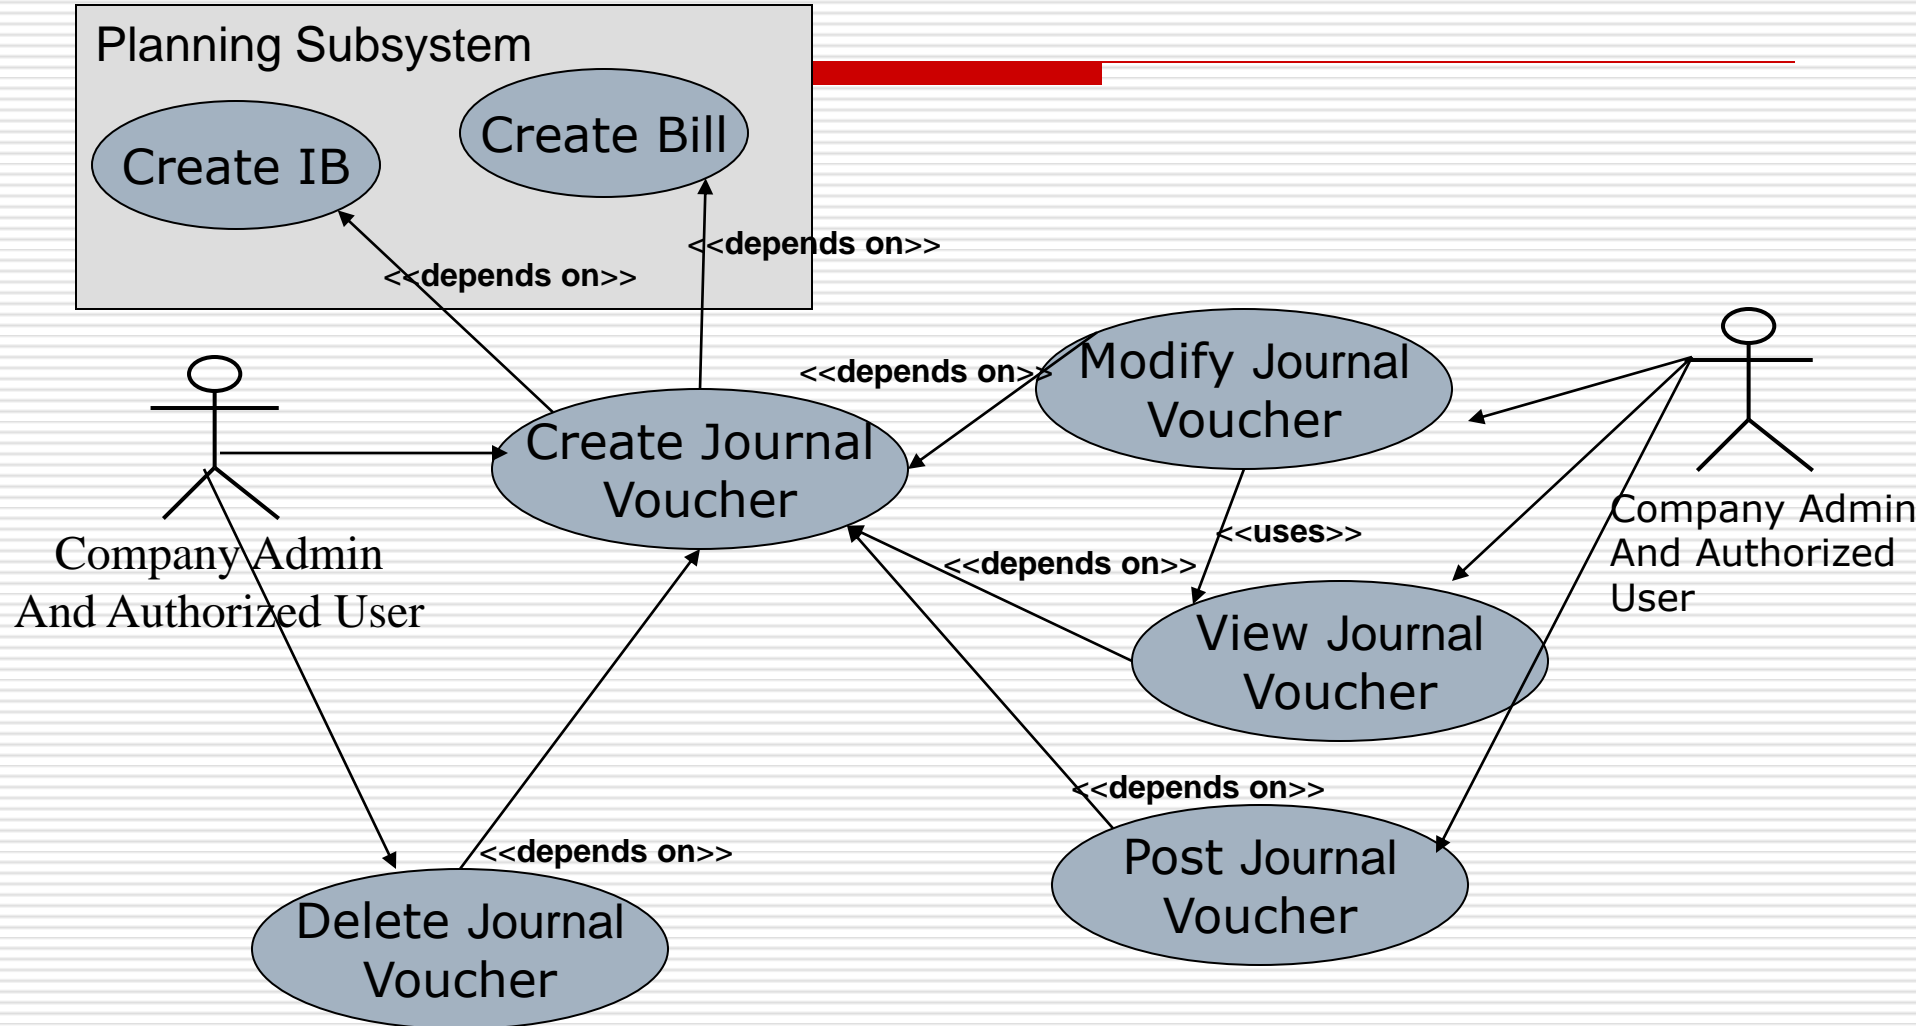 Planning Subsystem
Create Bill
Create IB
<<depends on>>
<<depends on>>
<<depends on>>
Modify Journal
Voucher
Create Journal
Voucher
Company Admin
And Authorized User
Company Admin
And Authorized
User
<<uses>>
<<depends on>>
View Journal
Voucher
<<depends on>>
Post Journal
Voucher
<<depends on>>
Delete Journal
Voucher